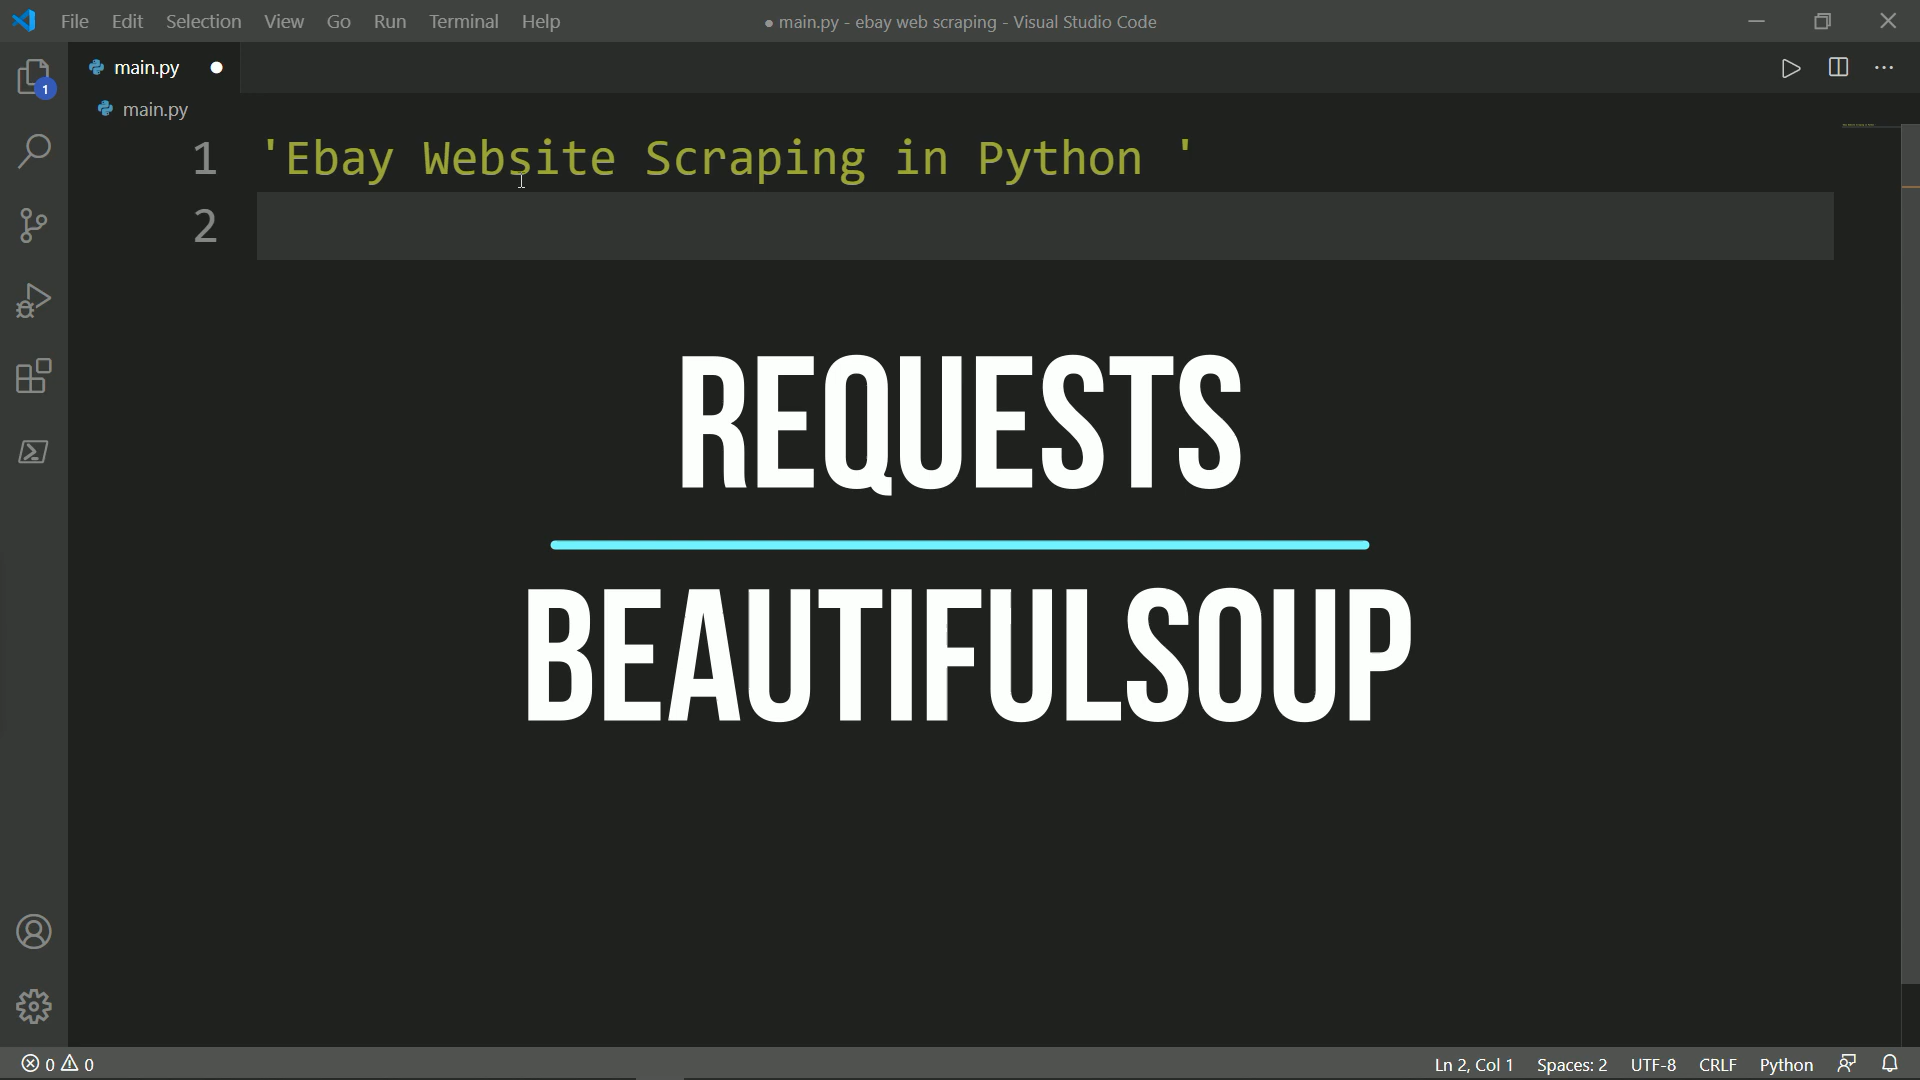 File Edit Selection View Go Run Terminal Help
● main.py - ebay web scraping - Visual Studio Code
main.py ●
1
main.py
1 'Ebay Website Scraping in Python '
2
REQUESTS
BEAUTIFULSOUP
0 0
Ln 2, Col 1 Spaces: 2 UTF-8 CRLF Python